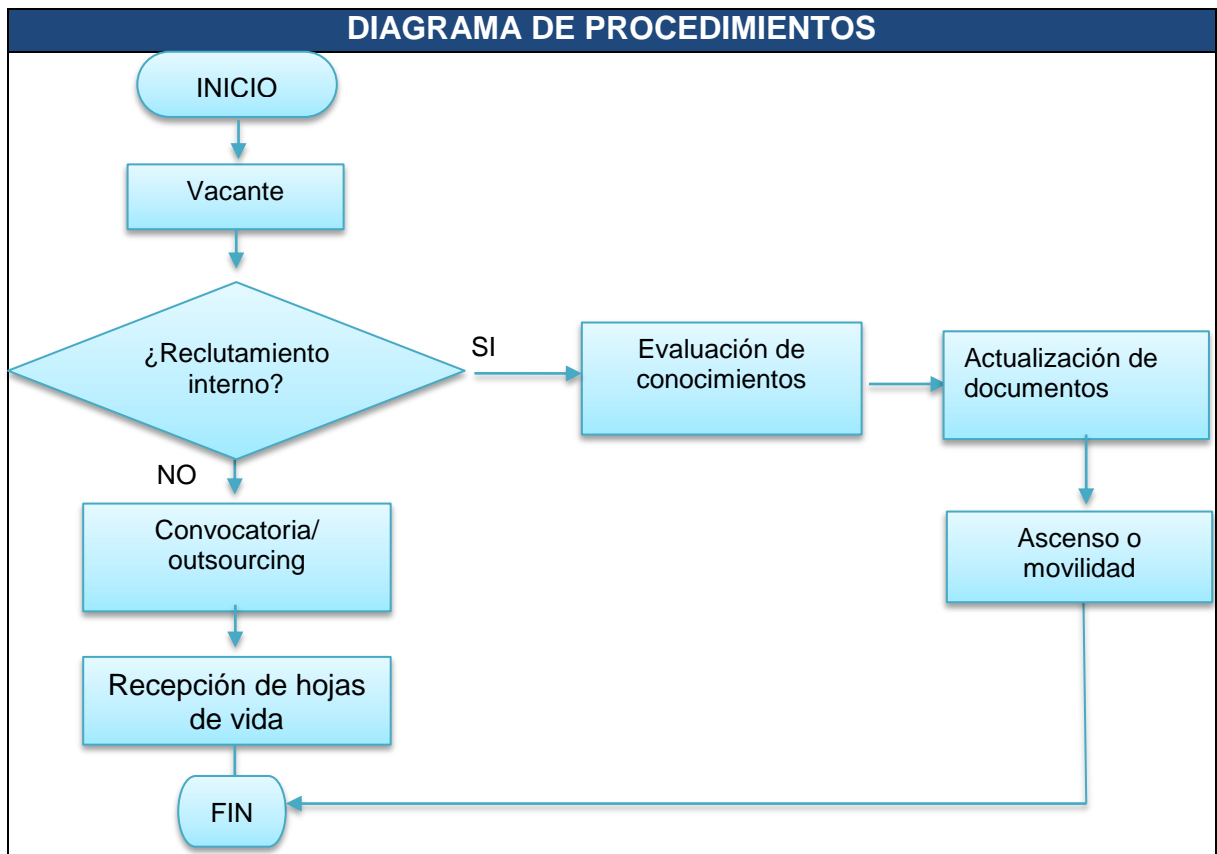 DIAGRAMA DE PROCEDIMIENTOS
INICIO
Vacante
¿Reclutamiento
interno?
SI
Evaluación de
conocimientos
Actualización de
documentos
NO
Convocatoria/
outsourcing
Ascenso o
movilidad
Recepción de hojas
de vida
FIN